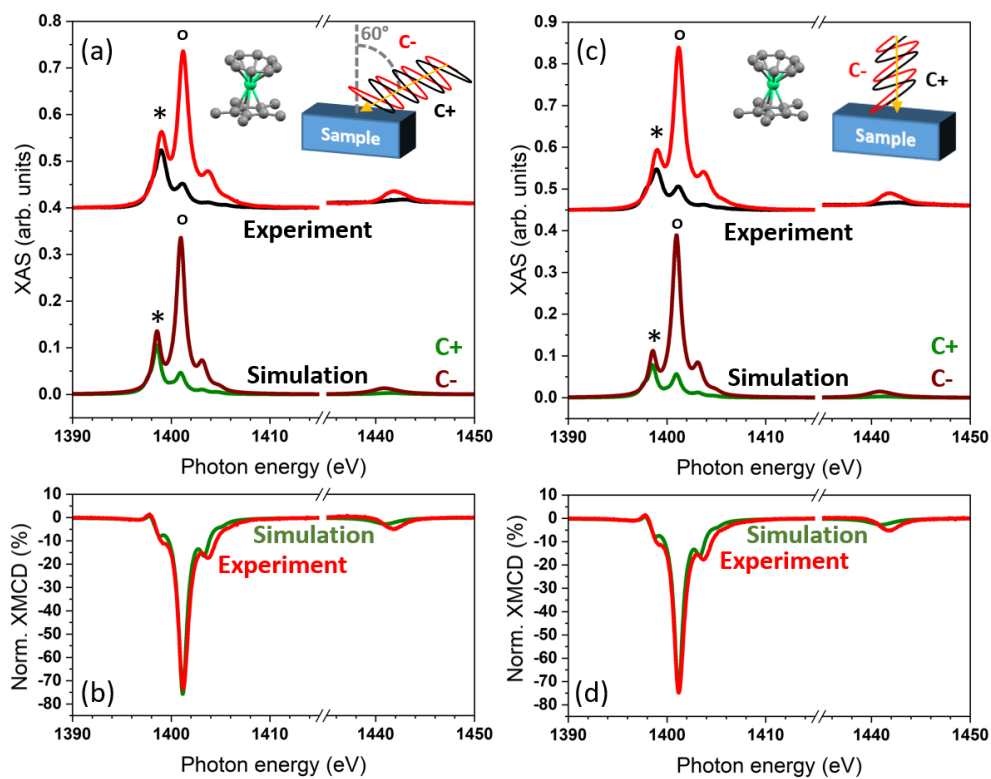 (a)
0.8
0.7
0.6
0.5
0.4
0.3
0.2
0.1
0.0
XAS (arb. units)
*
o
60°
C-
C+
Sample
Experiment
*
o
C+
C-
Simulation
1390
1400
1410
1440
1450
Photon energy (eV)
(c)
0.9
0.8
0.7
0.6
0.5
0.4
0.3
0.2
0.1
0.0
XAS (arb. units)
*
o
C-
C+
Sample
Experiment
*
o
C+
C-
Simulation
1390
1400
1410
1440
1450
Photon energy (eV)
10
0
-10
-20
-30
-40
-50
-60
-70
-80
Norm. XMCD (%)
Simulation
Experiment
(b)
1390
1400
1410
1440
1450
Photon energy (eV)
10
0
-10
-20
-30
-40
-50
-60
-70
-80
Norm. XMCD (%)
Simulation
Experiment
(d)
1390
1400
1410
1440
1450
Photon energy (eV)